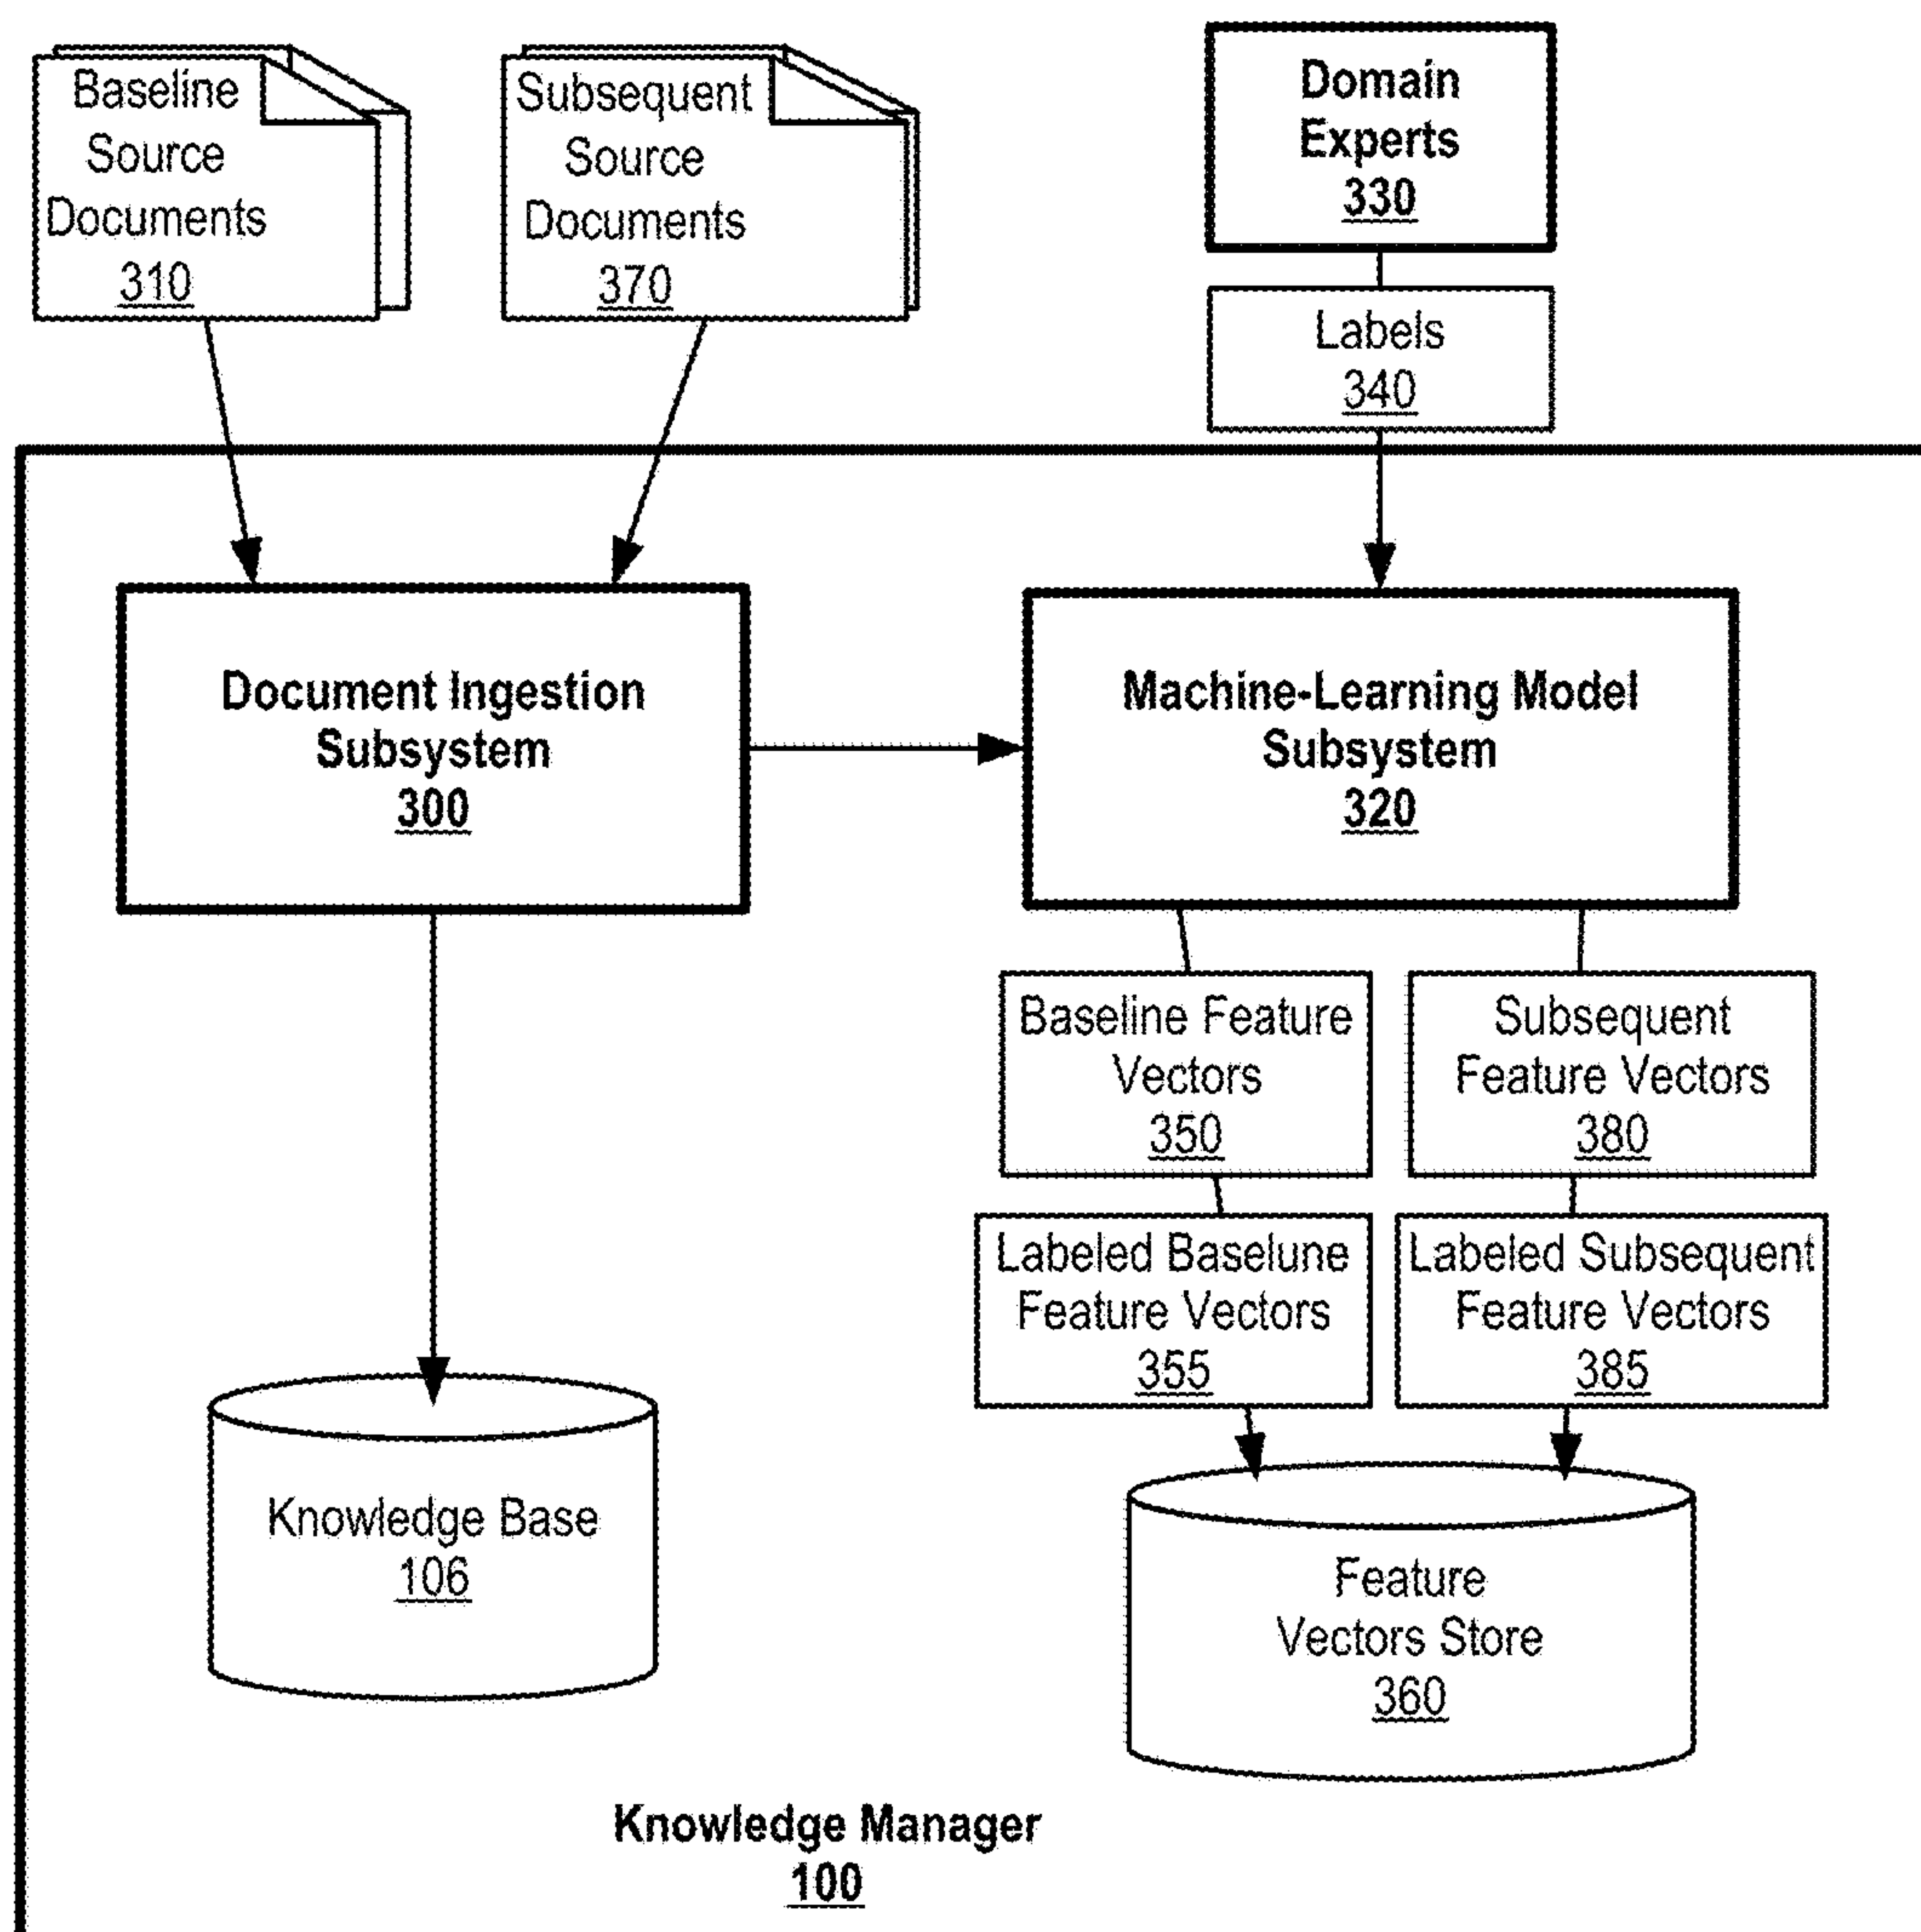 Baseline
Source
Documents
310
Subsequent
Source
Documents
370
Domain
Experts
330
Labels
340
Document Ingestion
Subsystem
300
Machine-Learning Model
Subsystem
320
Baseline Feature
Vectors
350
Subsequent
Feature Vectors
380
Labeled Baselune
Feature Vectors
355
Labeled Subsequent
Feature Vectors
385
Knowledge Base
106
Feature
Vectors Store
360
Knowledge Manager
100